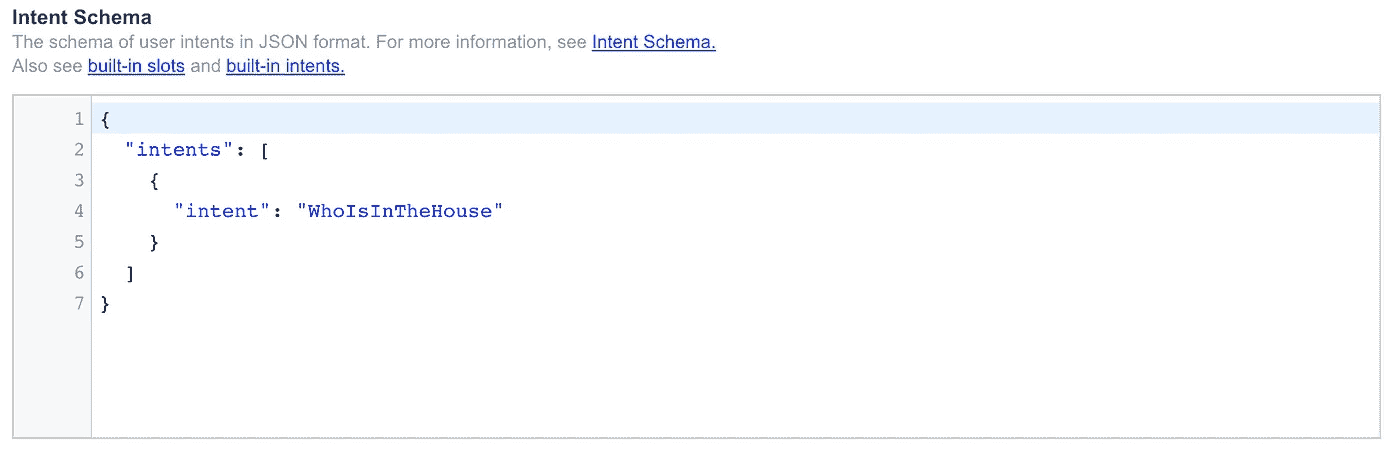 Intent Schema
The schema of user intents in JSON format. For more information, see Intent Schema.
Also see built-in slots and built-in intents.
1 {
2 "intents": [
3 {
4 "intent": "WhoIsInTheHouse"
5 }
6 ]
7 }